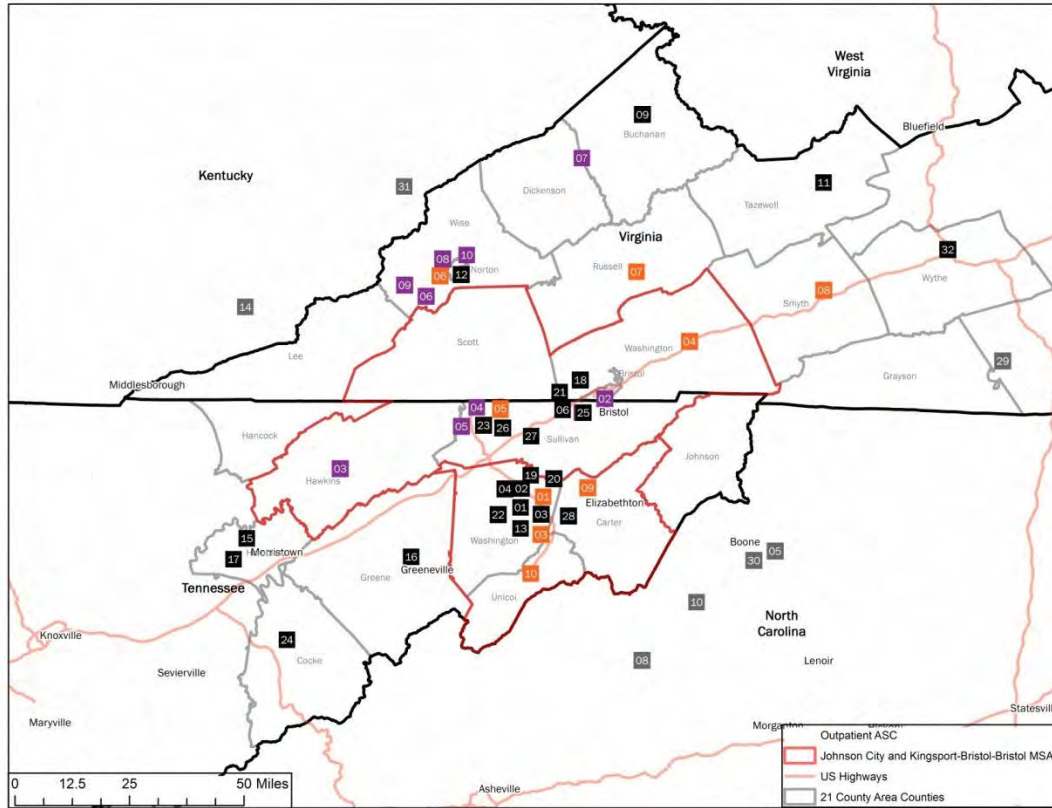 West
Virginia
09
Buchanan
Bluefield
07
Kentucky
31
11
Dickenson
Tazewell
Wise
Virginia
10
08
32
06
12
Norton
Russell
07
Wythe
09
06
08
Smyth
14
Scott
Washington
04
Lee
29
18
Bristol
Grayson
Middlesborough
21
02
04
05
06
25
Bristol
05
23
26
27
Hancock
Sullivan
Johnson
03
Hawkins
19
20
04
02
01
09
Elizabethton
01
22
03
28
Carter
13
Washington
03
15
Morristown
17
16
Greeneville
Boone
05
30
Tennessee
Greene
10
Unicoi
10
North
Carolina
Knoxville
24
Cocke
08
Lenoir
Sevierville
Maryville
Statesvill
Morganton
Outpatient ASC
Johnson City and Kingsport-Bristol-Bristol MSA
US Highways
21 County Area Counties
0 12.5 25 50 Miles
Asheville